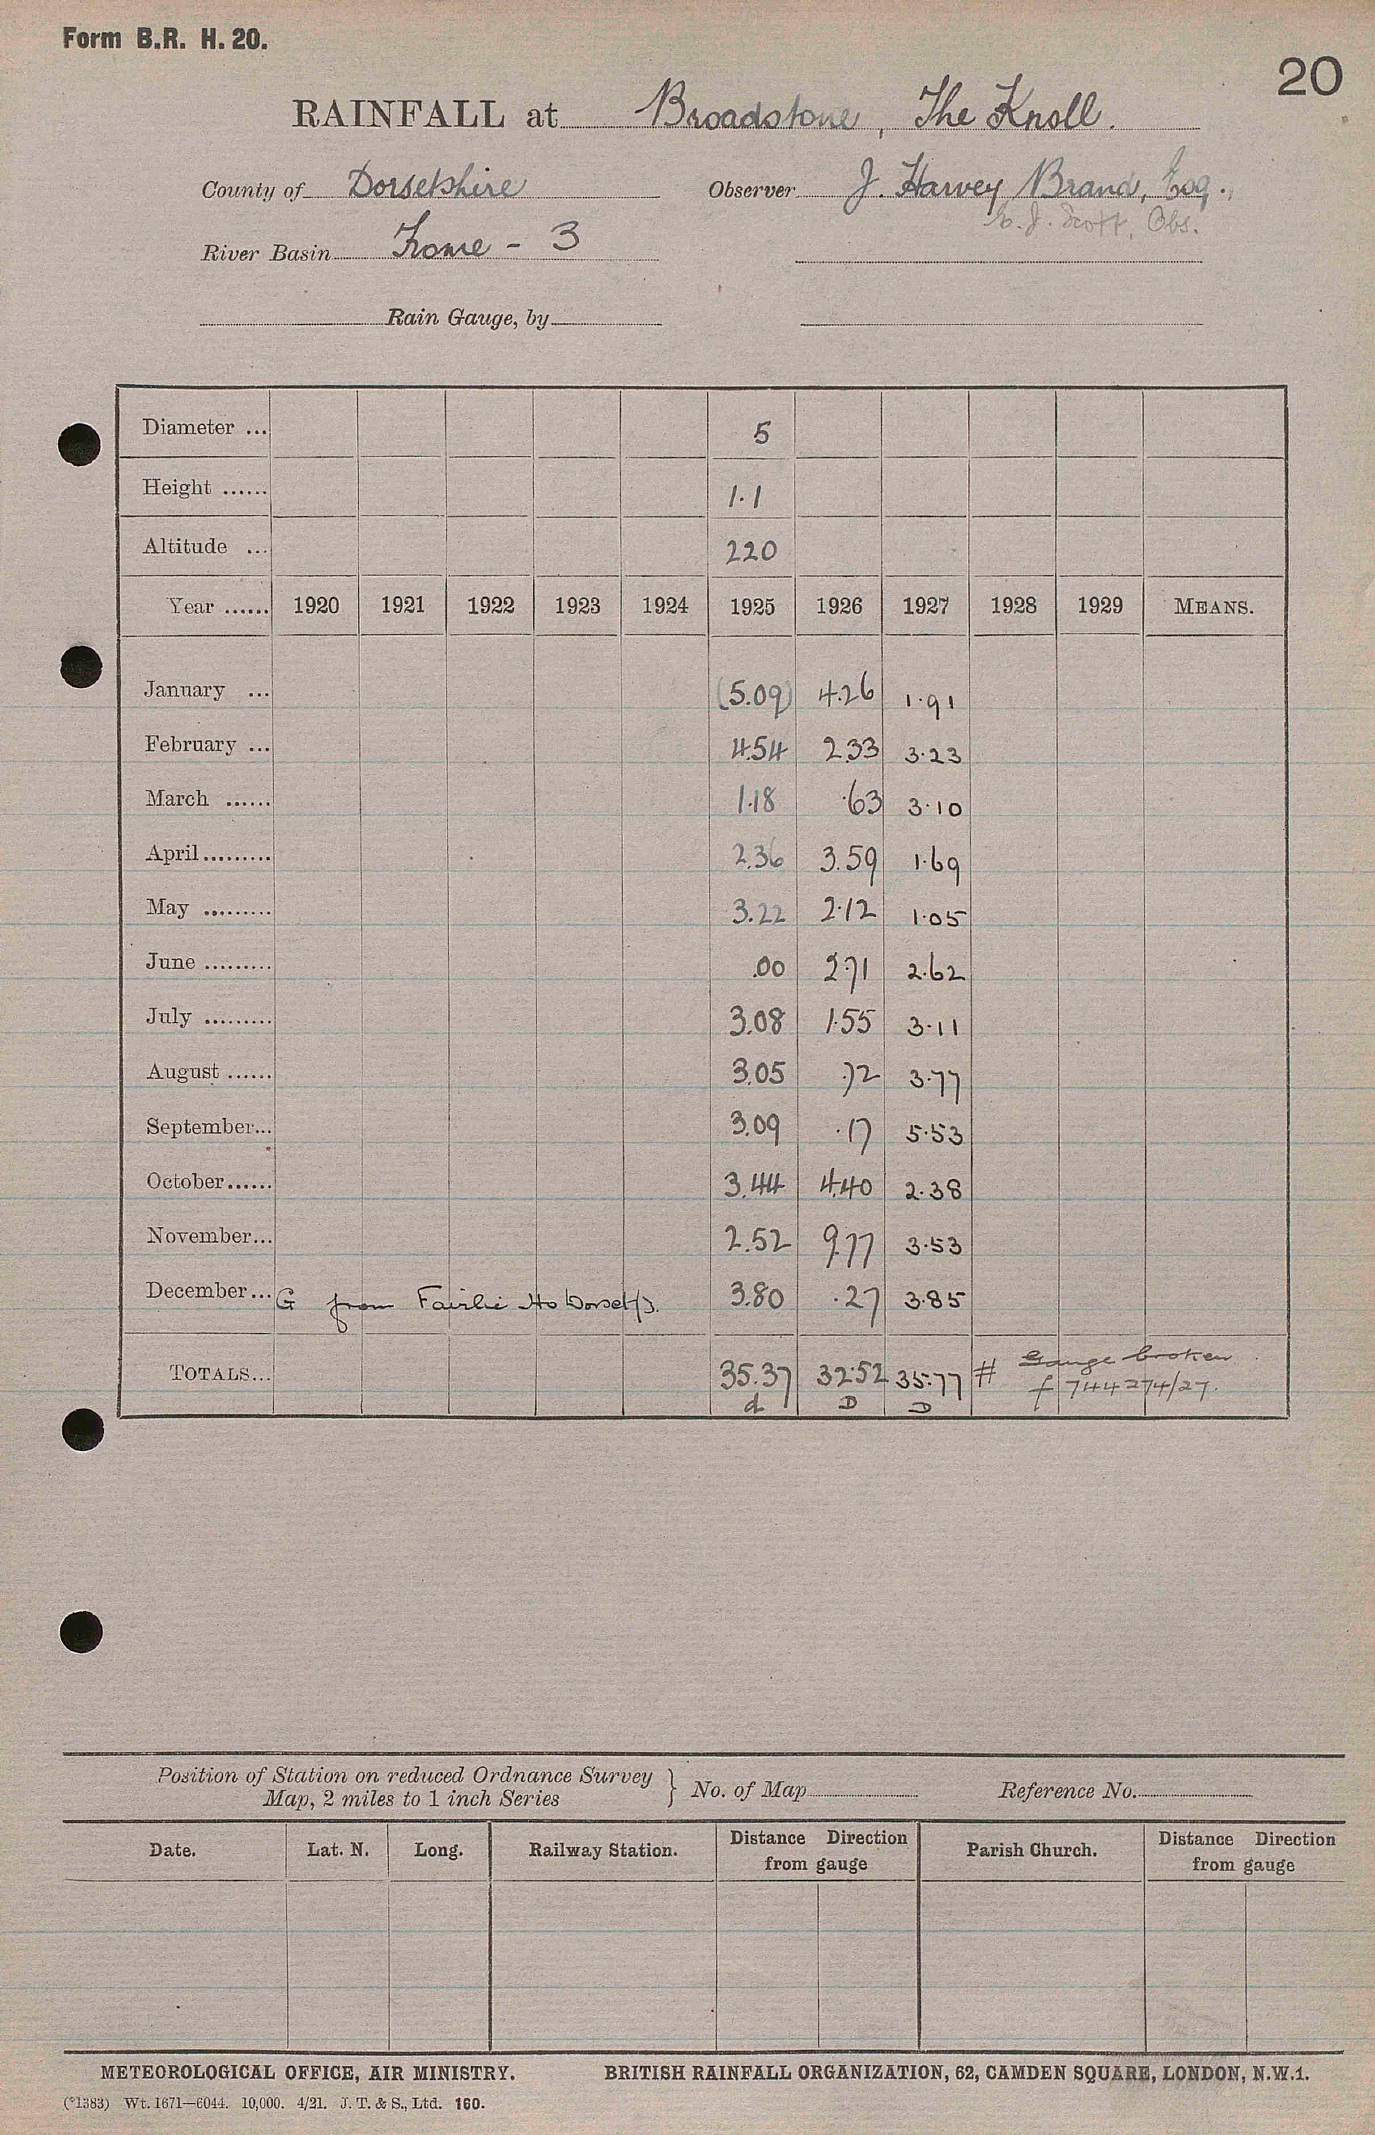 Form B.R. H. 20.
20
RAINFALL at Broadstone, The Knoll.
County of Dorsetshire Observer J. Harvey Brand, Esq.,
E. J. Scott, Obs.
River Basin Frome - 3
Rain Gauge, by
Diameter ... 5
Height ...... 1.1
Altitude ... 220
Year ...... 1920 1921 1922 1923 1924 1925 1926 1927 1928 1929 MEANS.
January ... (5.09) 4.26 1.91
February ... 4.54 2.33 3.23
March ...... 1.18 .63 3.10
April ......... 2.36 3.59 1.69
May ......... 3.22 2.12 1.05
June ......... .00 2.71 2.62
July ......... 3.08 1.55 3.11
August ...... 3.05 .72 3.77
September... 3.09 .17 5.53
October...... 3.44 4.40 2.38
November... 2.52 9.77 3.53
December... G from Fairlie Ho Dorset 3.80 .27 3.85
TOTALS... 35.37 32.52 35.77 # Gauge broken
d D D f 744274/27.
Position of Station on reduced Ordnance Survey
Map, 2 miles to 1 inch Series } No. of Map Reference No.
Date. Lat. N. Long. Railway Station. Distance Direction from gauge Parish Church. Distance Direction from gauge
METEOROLOGICAL OFFICE, AIR MINISTRY. BRITISH RAINFALL ORGANIZATION, 62, CAMDEN SQUARE, LONDON, N.W.1.
(*1383) Wt. 1671—6044. 10,000. 4/21. J. T. & S., Ltd. 160.